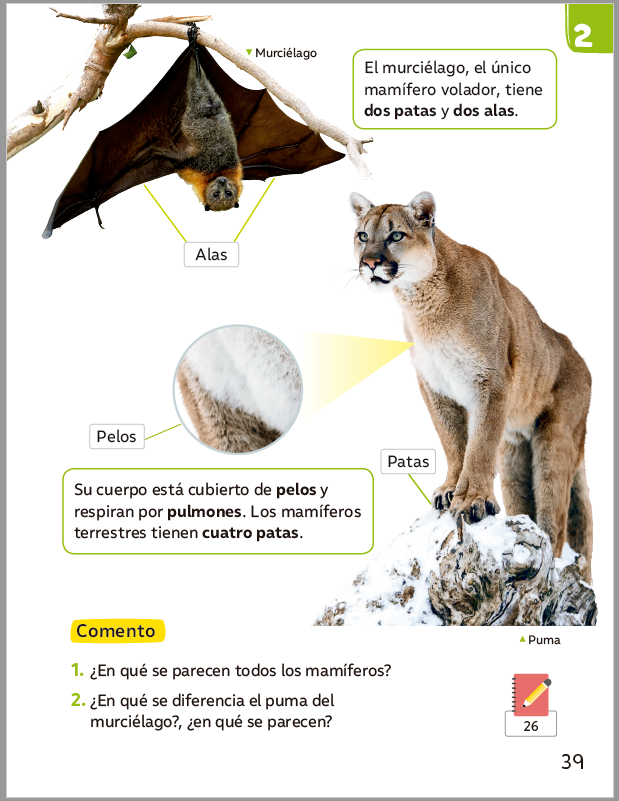 2
Murciélago
El murciélago, el único
mamífero volador, tiene
dos patas y dos alas.
Alas
Pelos
Patas
Su cuerpo está cubierto de pelos y
respiran por pulmones. Los mamíferos
terrestres tienen cuatro patas.
Puma
Comento
1. ¿En qué se parecen todos los mamíferos?
2. ¿En qué se diferencia el puma del
murciélago?, ¿en qué se parecen?
26
39